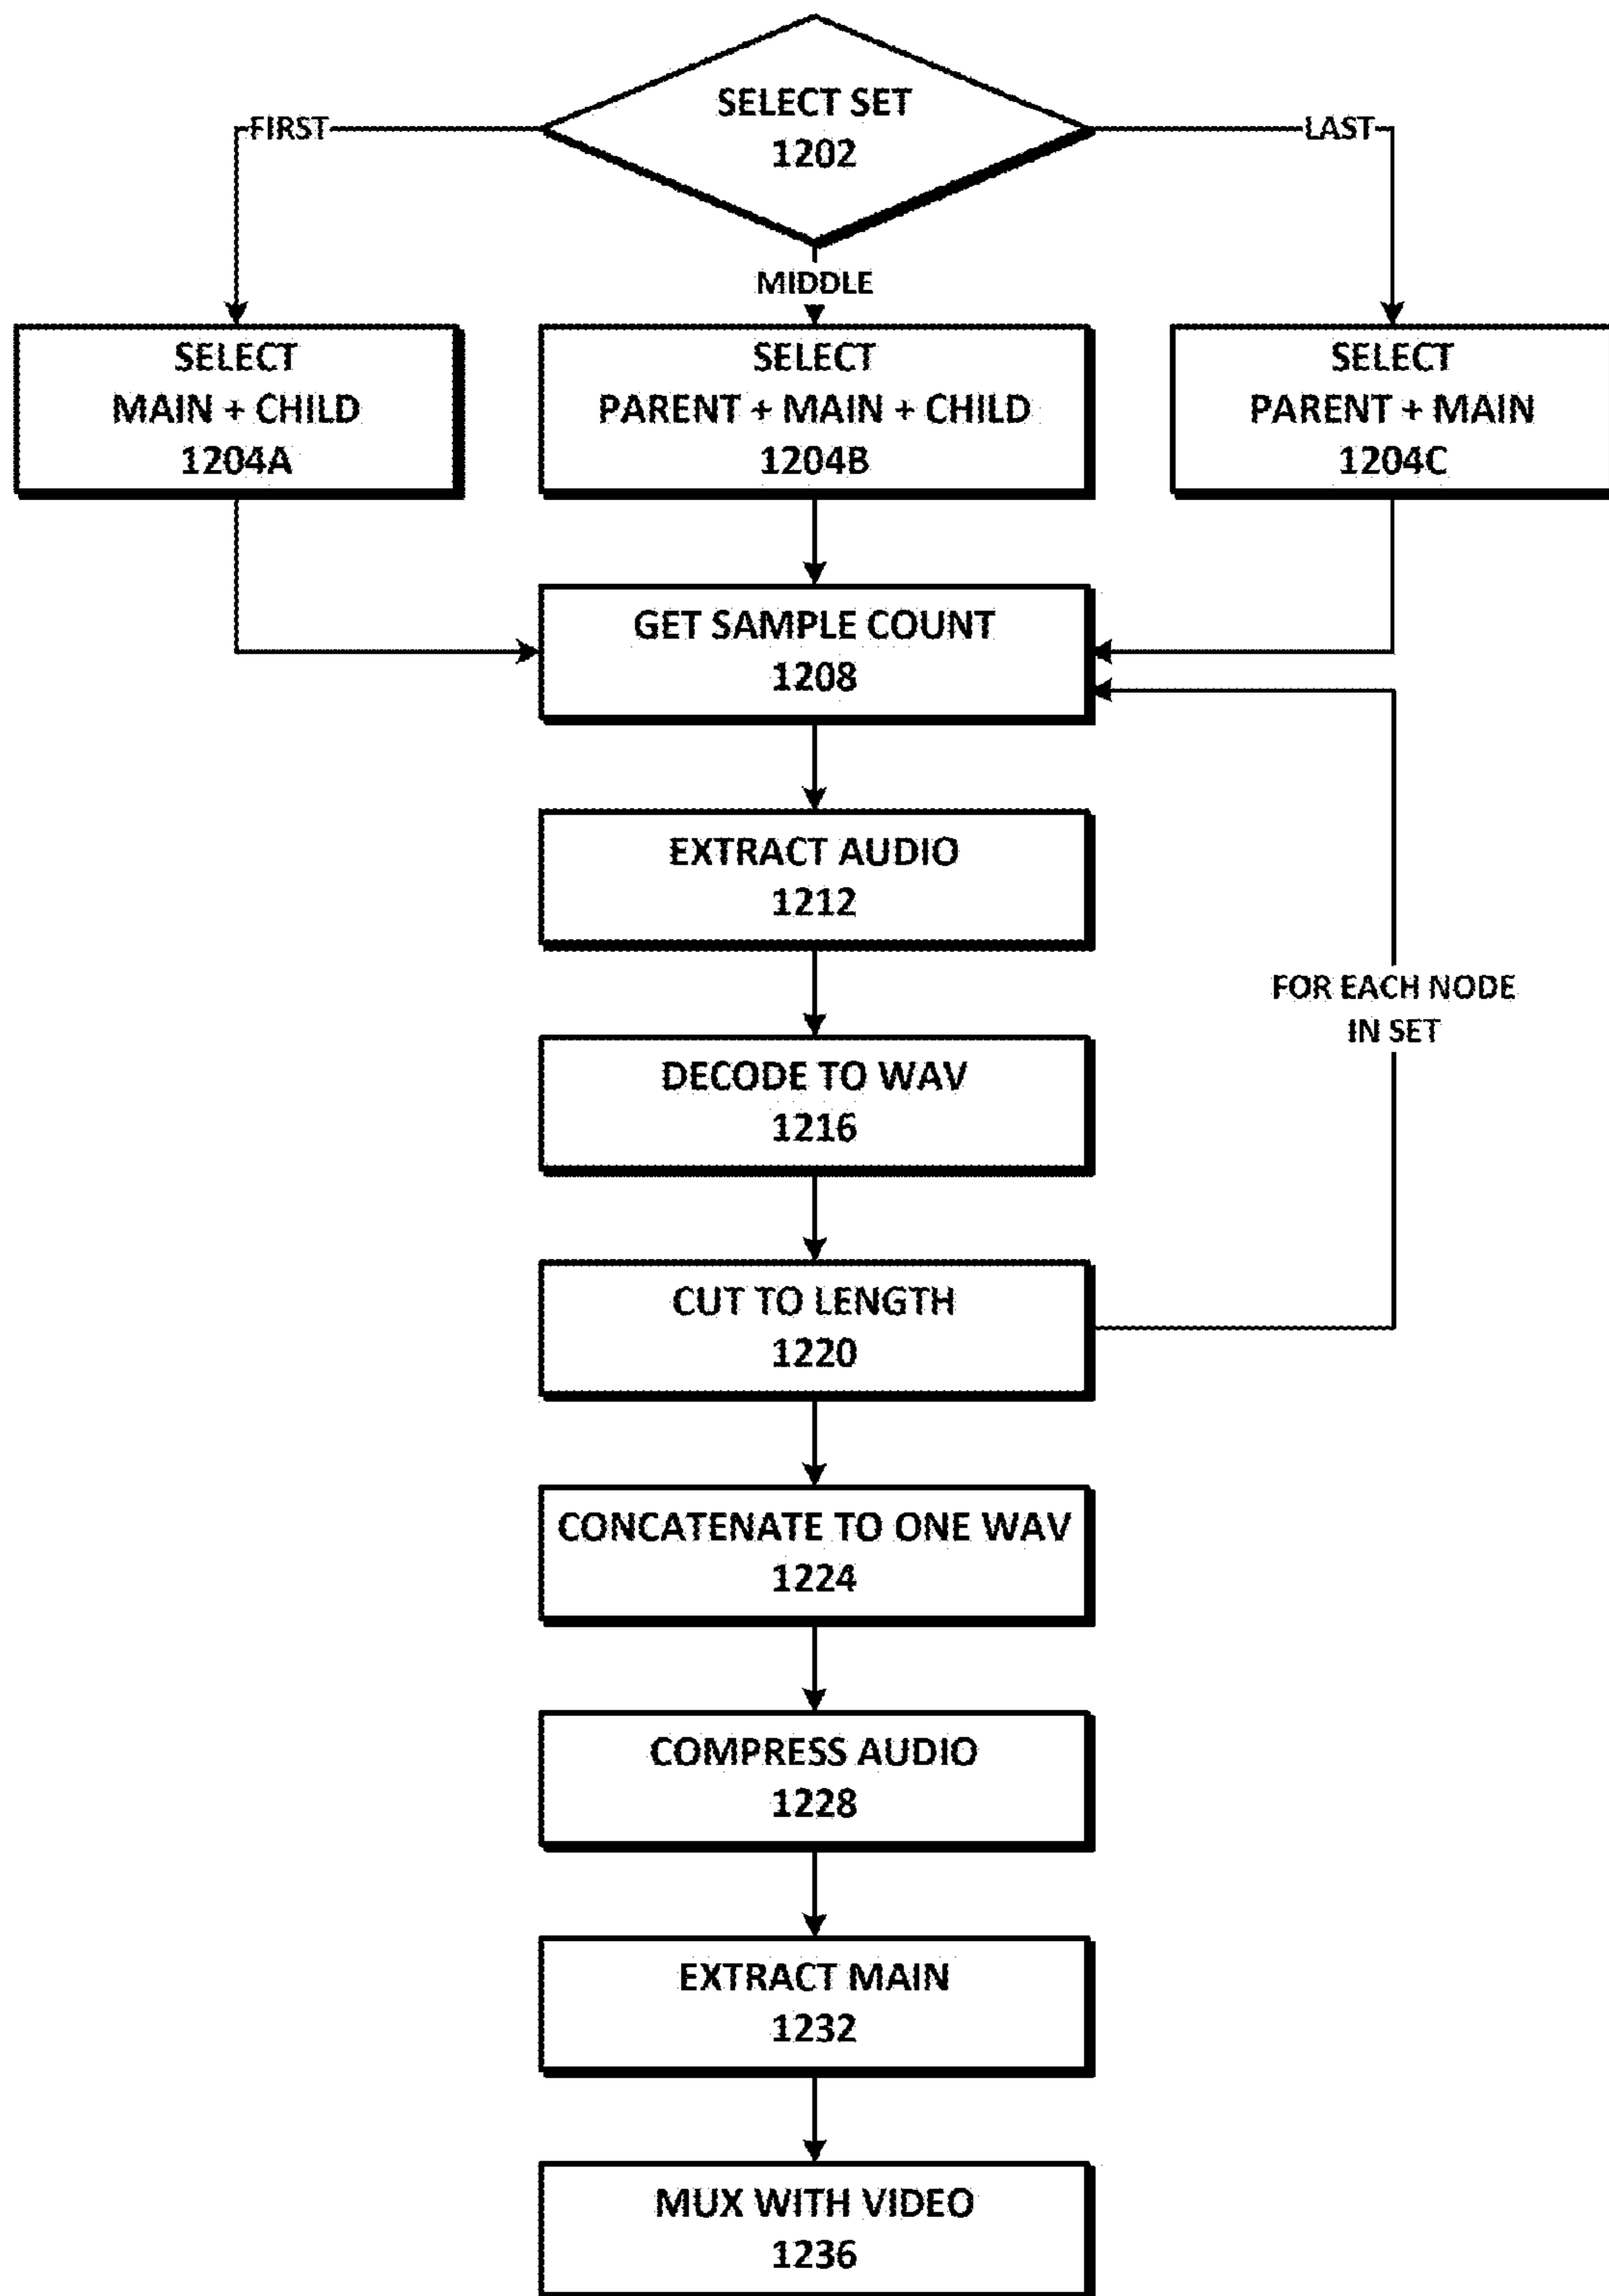 SELECT SET
1202
FIRST
LAST
MIDDLE
SELECT
MAIN + CHILD
1204A
SELECT
PARENT + MAIN + CHILD
1204B
SELECT
PARENT + MAIN
1204C
GET SAMPLE COUNT
1208
EXTRACT AUDIO
1212
FOR EACH NODE
IN SET
DECODE TO WAV
1216
CUT TO LENGTH
1220
CONCATENATE TO ONE WAV
1224
COMPRESS AUDIO
1228
EXTRACT MAIN
1232
MUX WITH VIDEO
1236